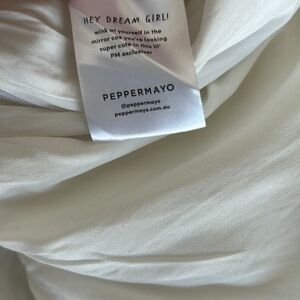 HEY DREAM GIRL!
wink at yourself in the
mirror coz you're looking
super cute in this lil'
PM exclusive!
PEPPERMAYO
@peppermayo
peppermayo.com.au